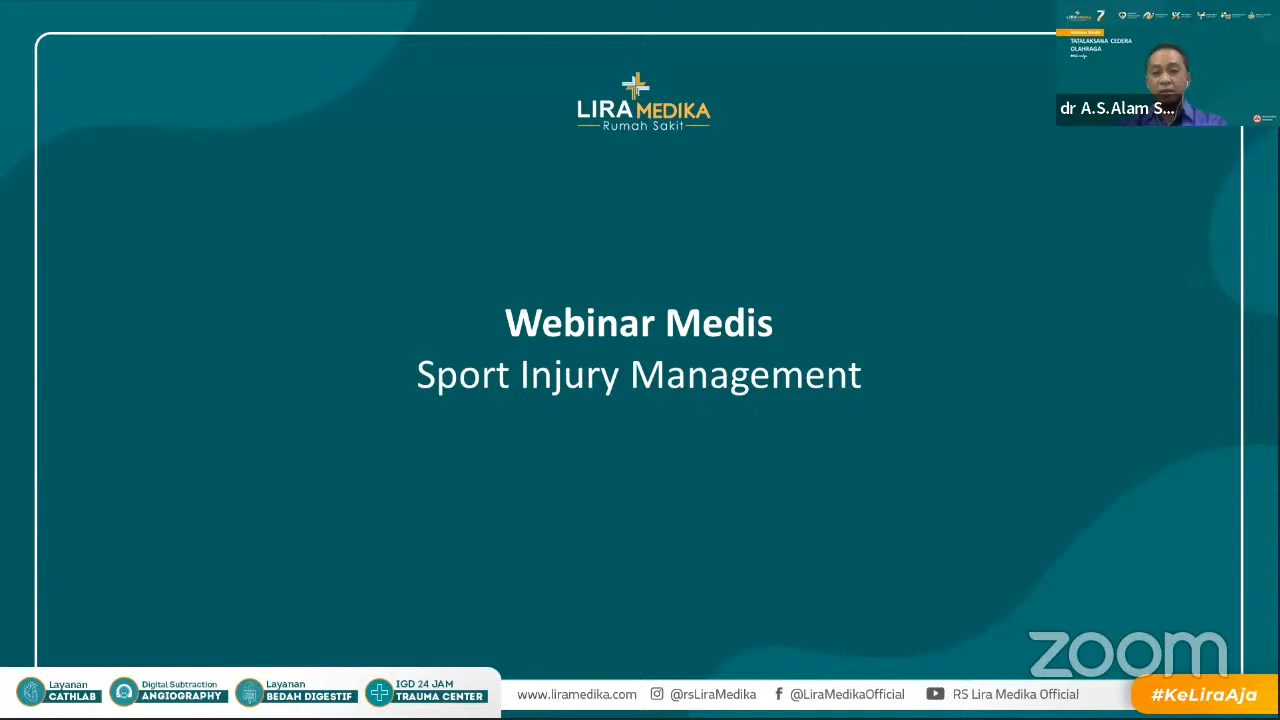 LIRA MEDIKA
Rumah Sakit
Webinar Medis
TATALAKSANA CEDERA
OLAHRAGA
dr A.S.Alam S...
Webinar Medis
Sport Injury Management
zoom
Layanan
CATHLAB
Digital Subtraction
ANGIOGRAPHY
Layanan
BEDAH DIGESTIF
IGD 24 JAM
TRAUMA CENTER
www.liramedika.com
@rsLiraMedika
@LiraMedikaOfficial
RS Lira Medika Official
#KeLiraAja